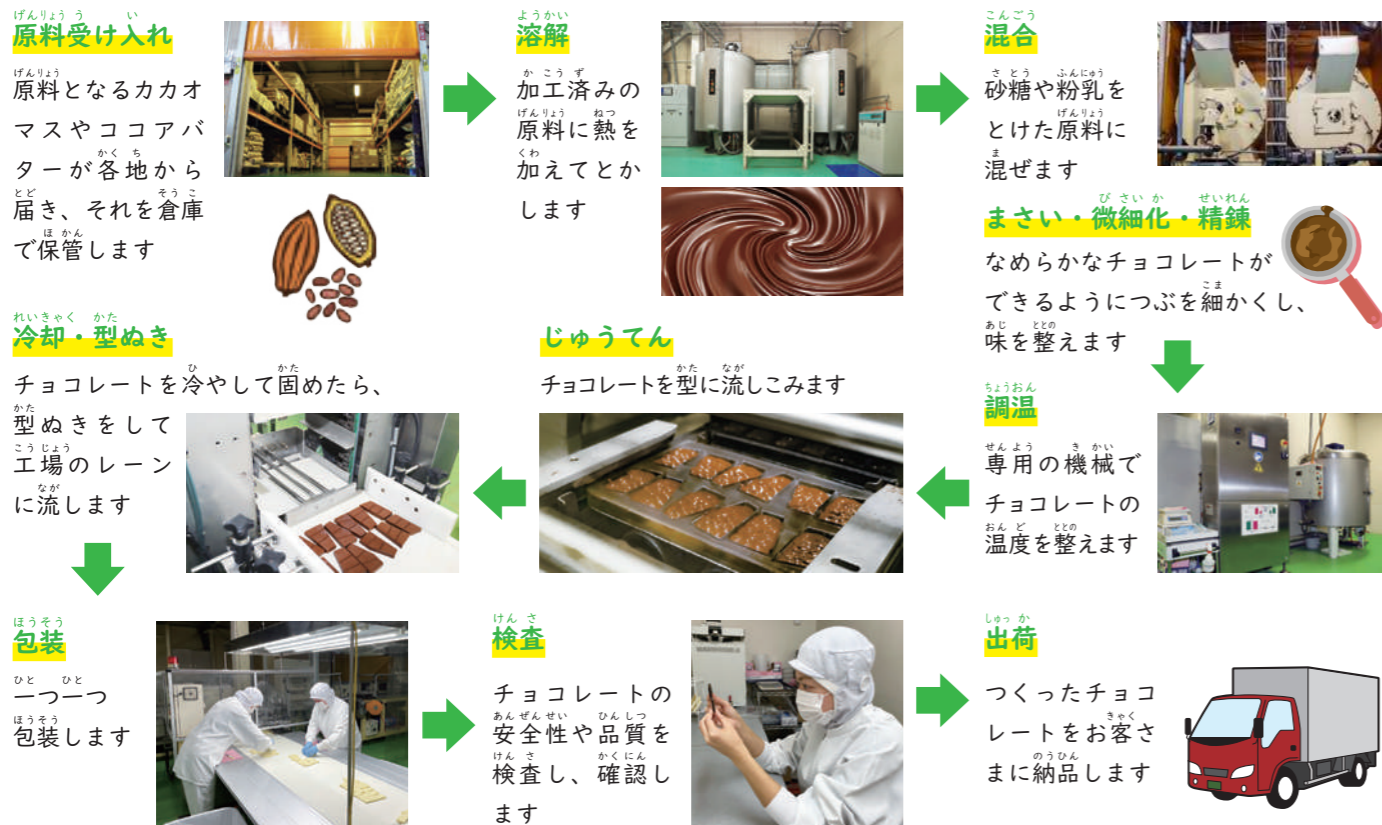 原料受け入れ
原料となるカカオ
マスやココアバ
ターが各地から
届き、それを倉庫
で保管します
溶解
加工済みの
原料に熱を
加えてとか
します
混合
砂糖や粉乳を
とけた原料に
混ぜます
まさい・微細化・精錬
なめらかなチョコレートが
できるようにつぶを細かくし、
味を整えます
調温
専用の機械で
チョコレートの
温度を整えます
じゅうてん
チョコレートを型に流しこみます
冷却・型ぬき
チョコレートを冷やして固めたら、
型ぬきをして
工場のレーン
に流します
包装
一つ一つ
包装します
検査
チョコレートの
安全性や品質を
検査し、確認し
ます
出荷
つくったチョコ
レートをお客さ
まに納品します